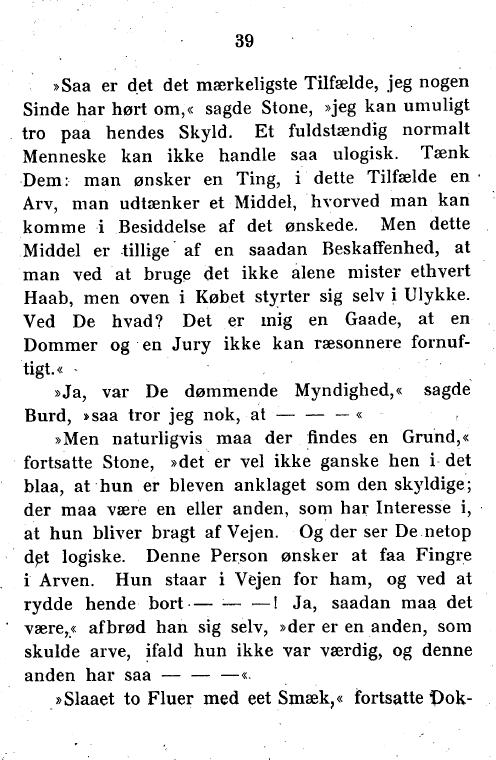 39
»Saa er det det mærkeligste Tilfælde, jeg nogen
Sinde har hørt om,« sagde Stone, »jeg kan umuligt
tro paa hendes Skyld. Et fuldstændig normalt
Menneske kan ikke handle saa ulogisk. Tænk
Dem: man ønsker en Ting, i dette Tilfælde en
Arv, man udtænker et Middel, hvorved man kan
komme i Besiddelse af det ønskede. Men dette
Middel er tillige af en saadan Beskaffenhed, at
man ved at bruge det ikke alene mister ethvert
Haab, men oven i Købet styrter sig selv i Ulykke.
Ved De hvad? Det er mig en Gaade, at en
Dommer og en Jury ikke kan ræsonnere fornuf-
tigt.«
»Ja, var De dømmende Myndighed,« sagde
Burd, »saa tror jeg nok, at — — — «
»Men naturligvis maa der findes en Grund,«
fortsatte Stone, »det er vel ikke ganske hen i det
blaa, at hun er bleven anklaget som den skyldige;
der maa være en eller anden, som har Interesse i,
at hun bliver bragt af Vejen. Og der ser De netop
det logiske. Denne Person ønsker at faa Fingre
i Arven. Hun staar i Vejen for ham, og ved at
rydde hende bort — — —! Ja, saadan maa det
være,« afbrød han sig selv, »der er en anden, som
skulde arve, ifald hun ikke var værdig, og denne
anden har saa — — —«.
»Slaaet to Fluer med eet Smæk,« fortsatte Dok-